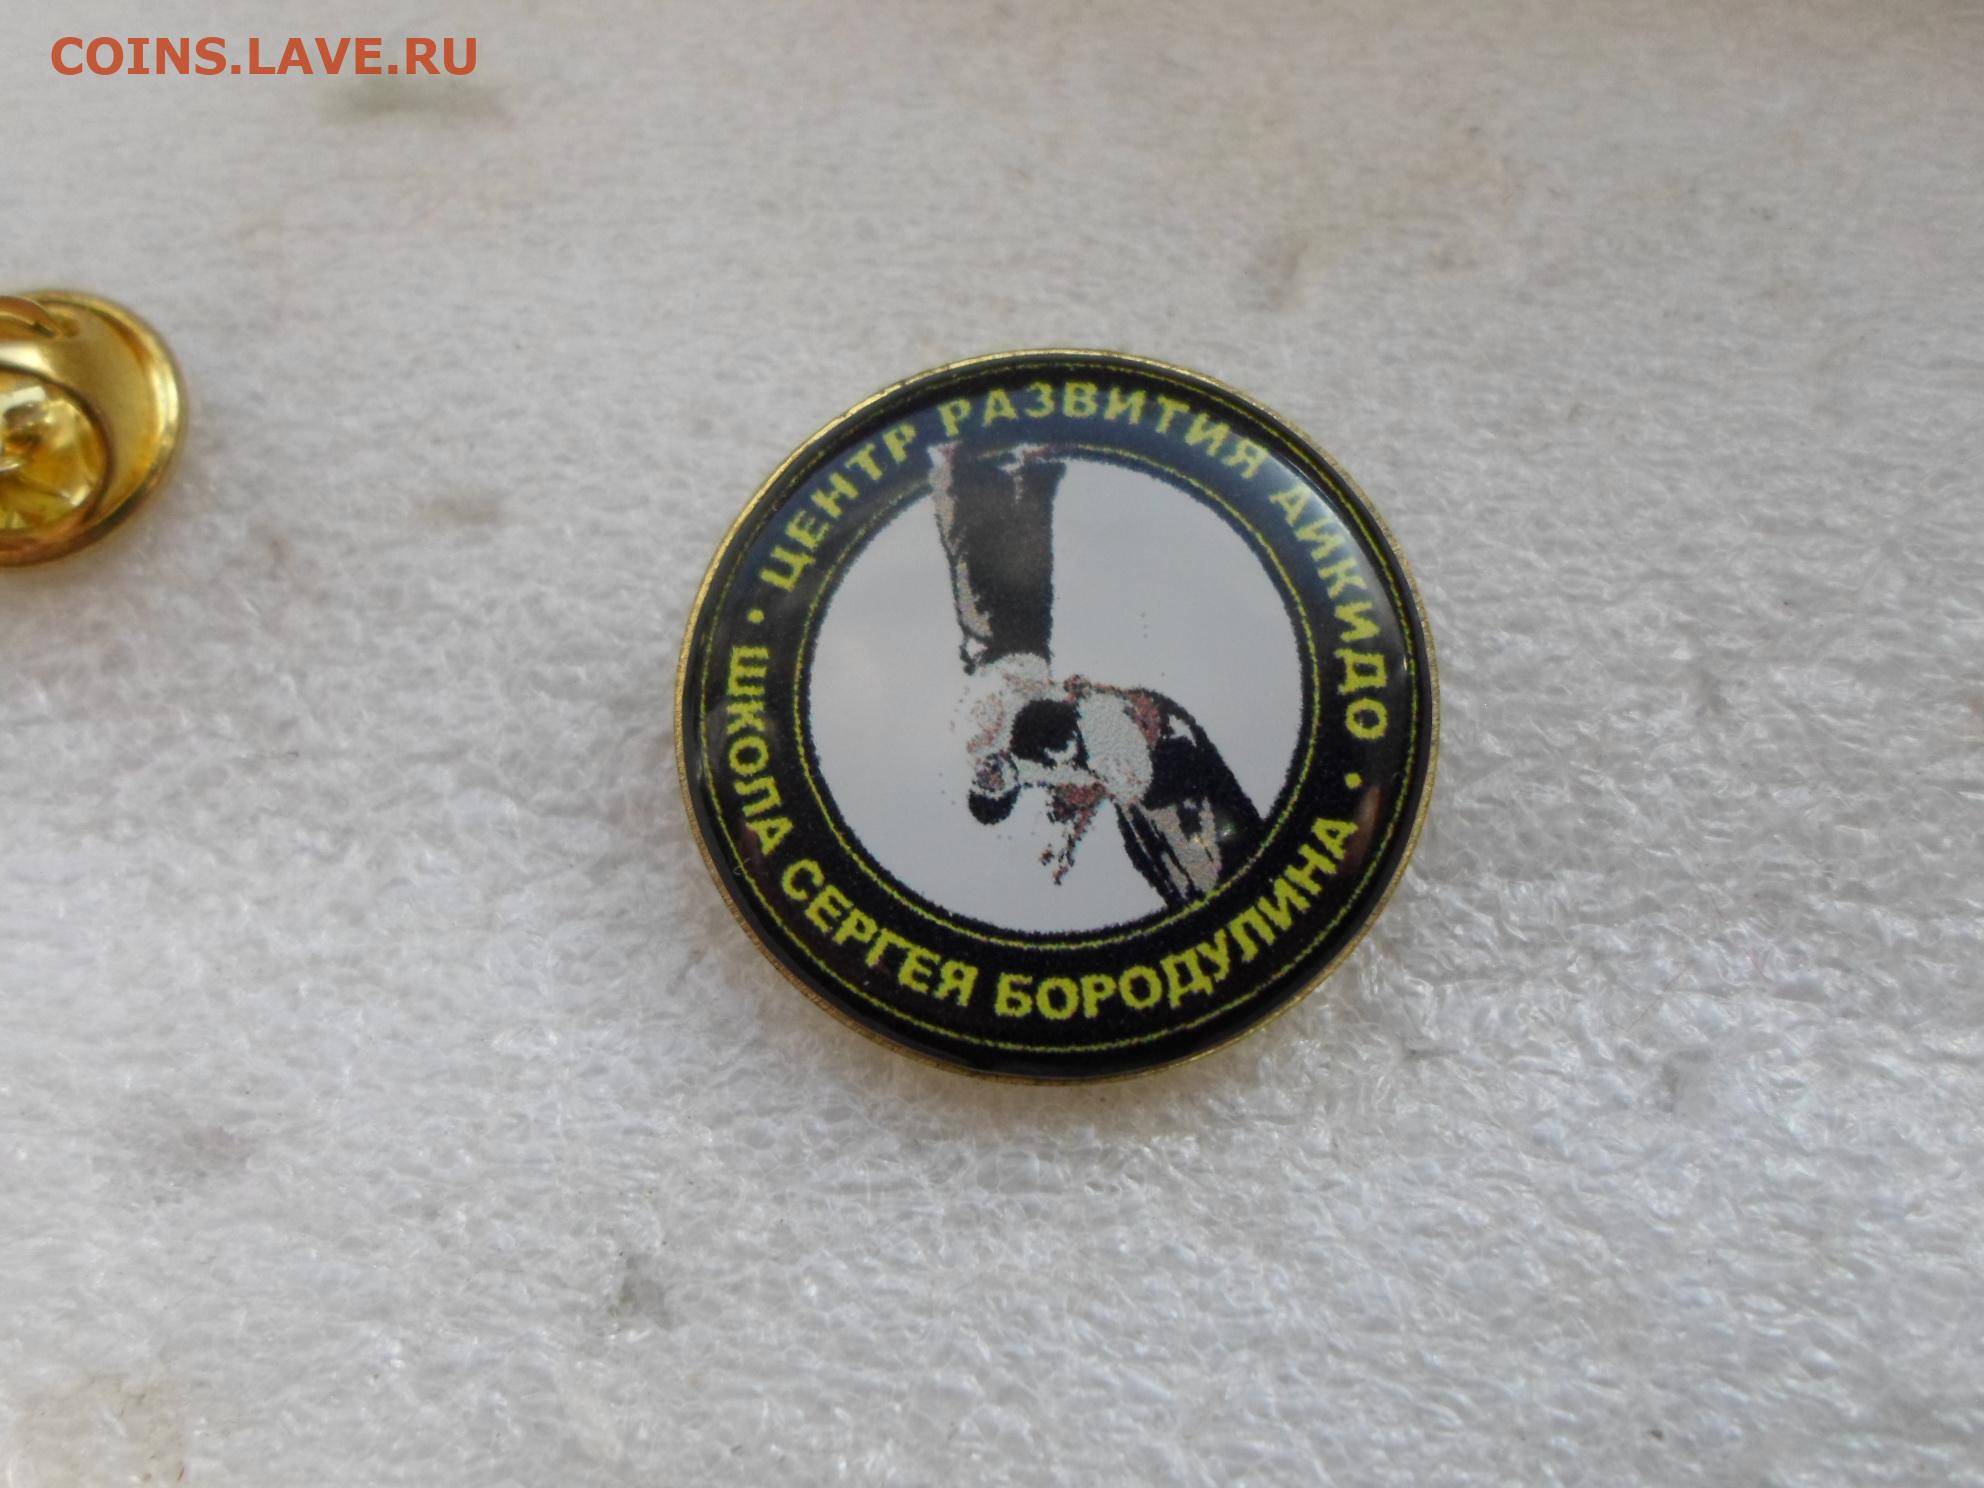 COINS.LAVE.RU
ЦЕНТР РАЗВИТИЯ АЙКИДО
ШКОЛА СЕРГЕЯ БОРОДУЛИНА